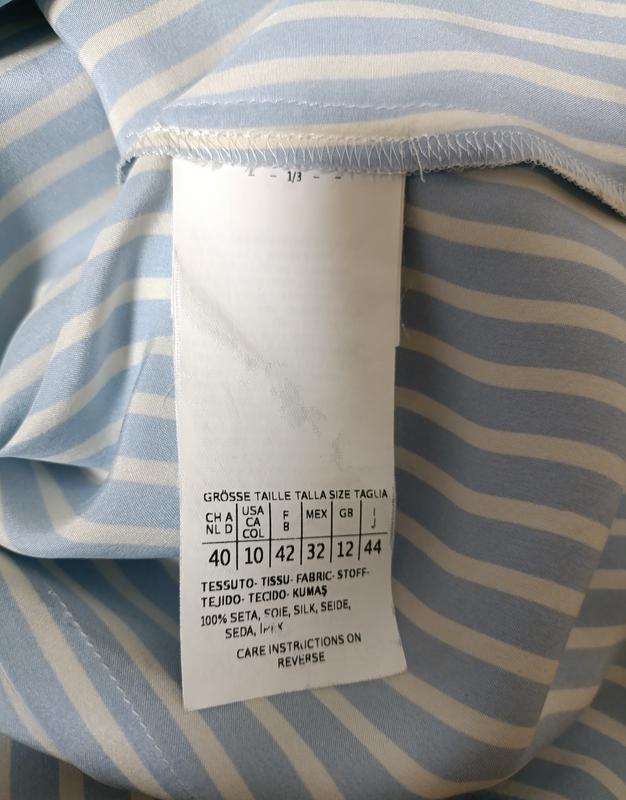 1/3
GRÖSSE TAILLE TALLA SIZE TAGLIA
CH A NL D | USA CA COL | F B | MEX | GB | I J
40 | 10 | 42 | 32 | 12 | 44
TESSUTO- TISSU- FABRIC- STOFF-
TEJIDO- TECIDO- KUMAŞ
100% SETA, SOIE, SILK, SEIDE,
SEDA,
CARE INSTRUCTIONS ON
REVERSE